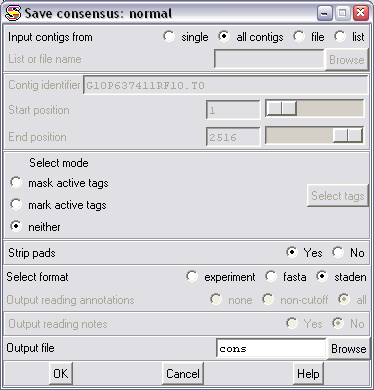 Save consensus: normal
Input contigs from single all contigs file list
List or file name Browse
Contig identifier G10P637411RF10.T0
Start position 1
End position 2516
Select mode
mask active tags
mark active tags Select tags
neither
Strip pads Yes No
Select format experiment fasta staden
Output reading annotations none non-cutoff all
Output reading notes Yes No
Output file cons Browse
OK Cancel Help